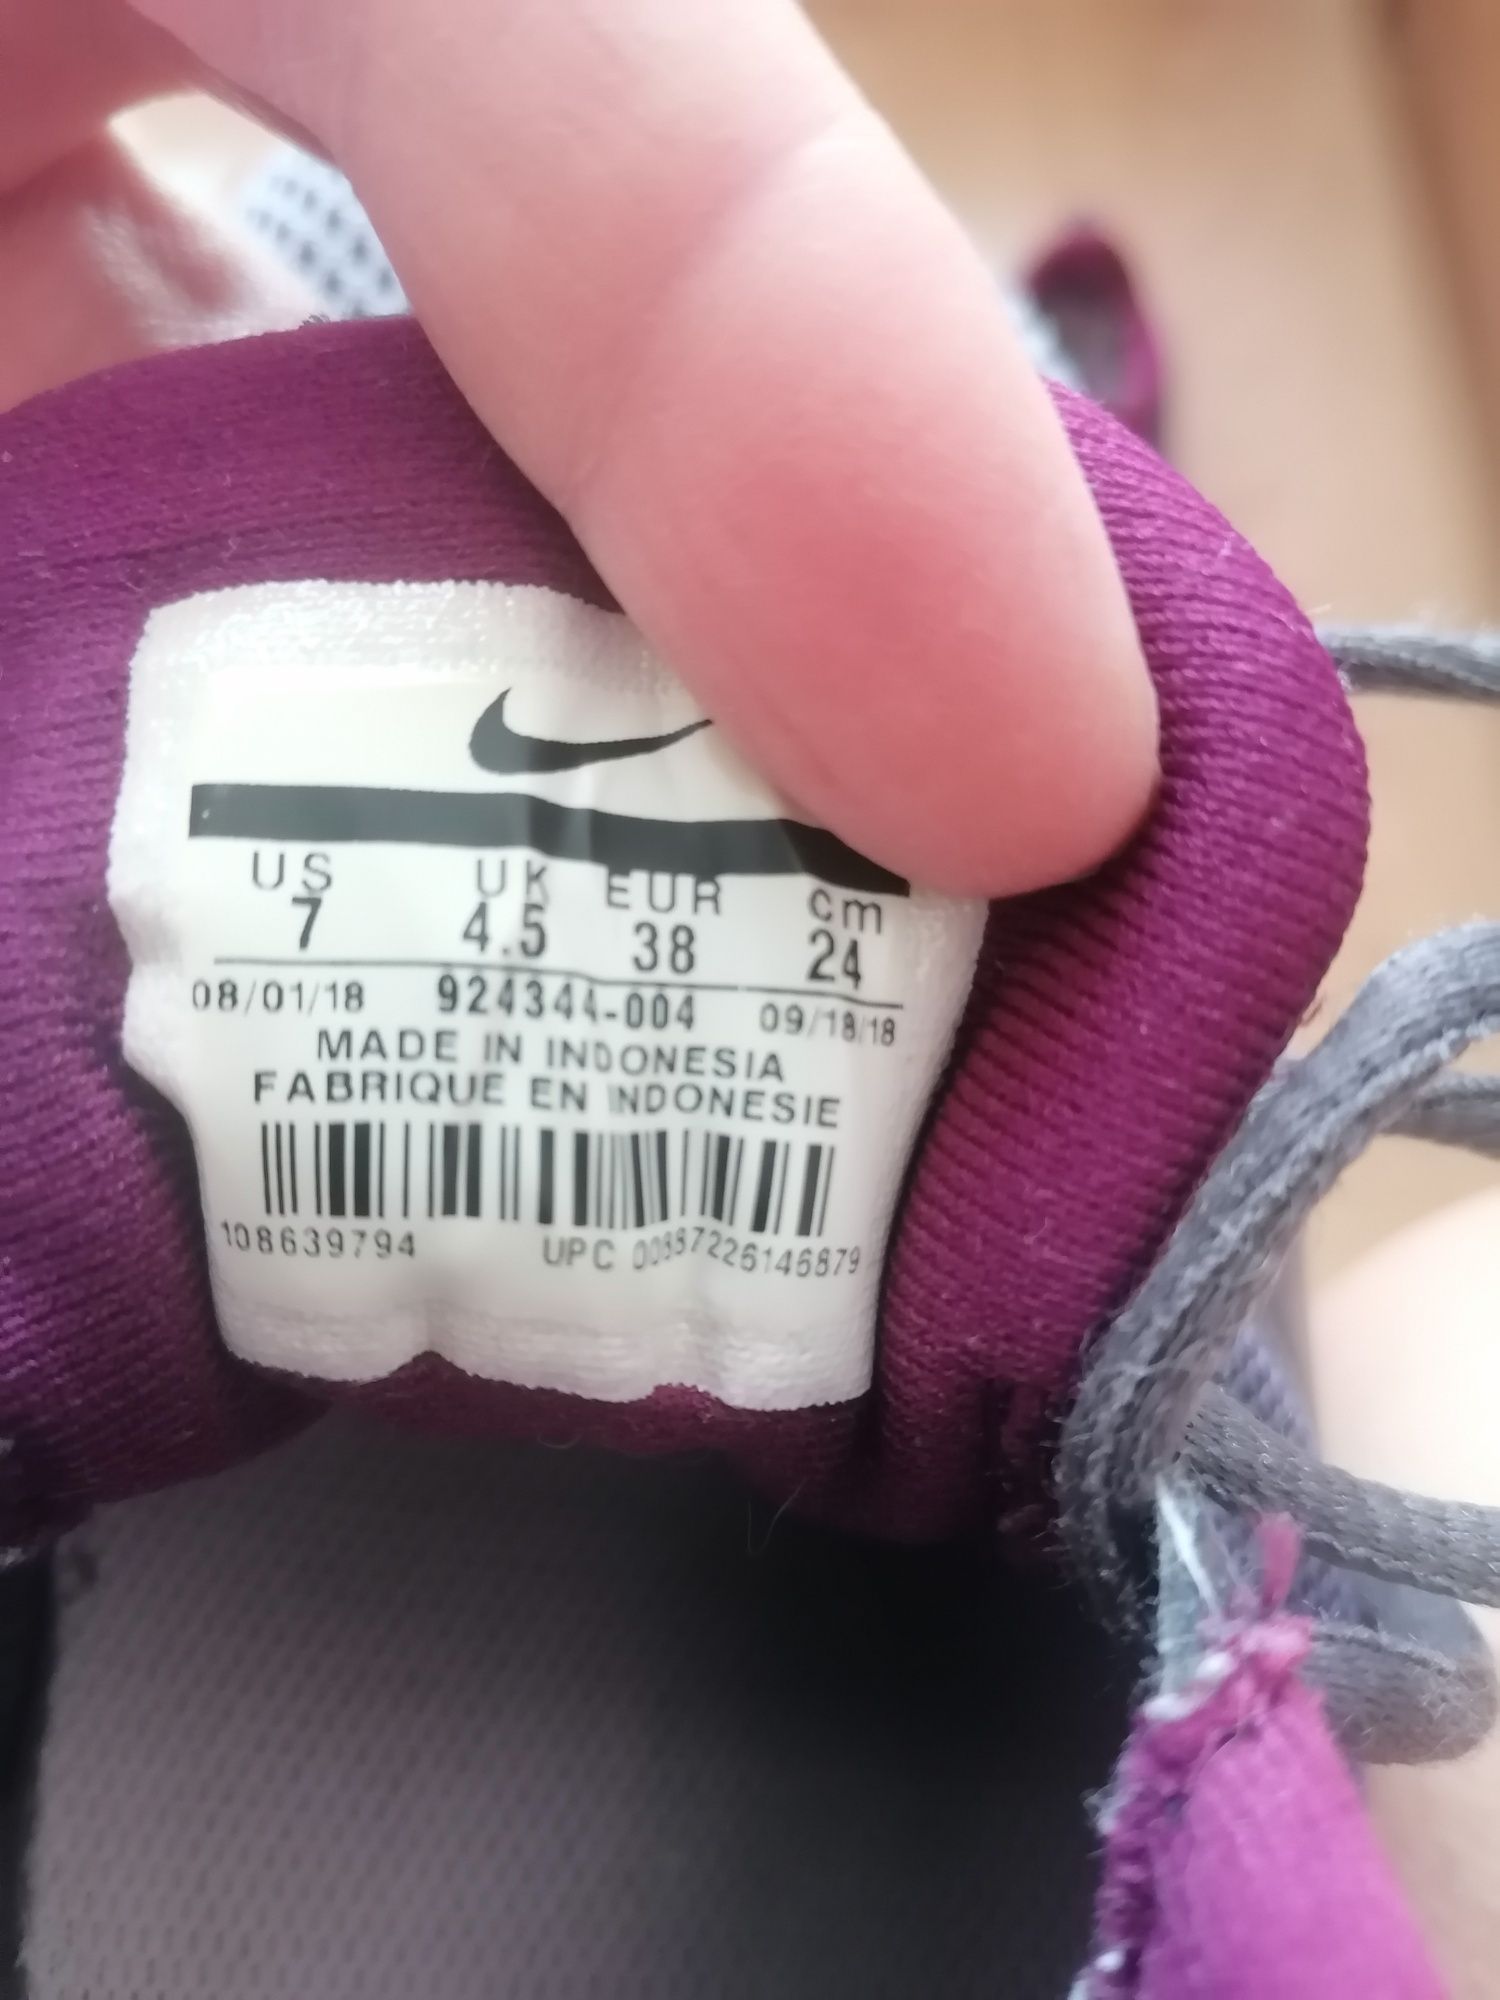 US UK EUR cm
7 4.5 38 24
08/01/18 924344-004 09/18/18
MADE IN INDONESIA
FABRIQUE EN INDONESIE
108639794 UPC 00887226146879